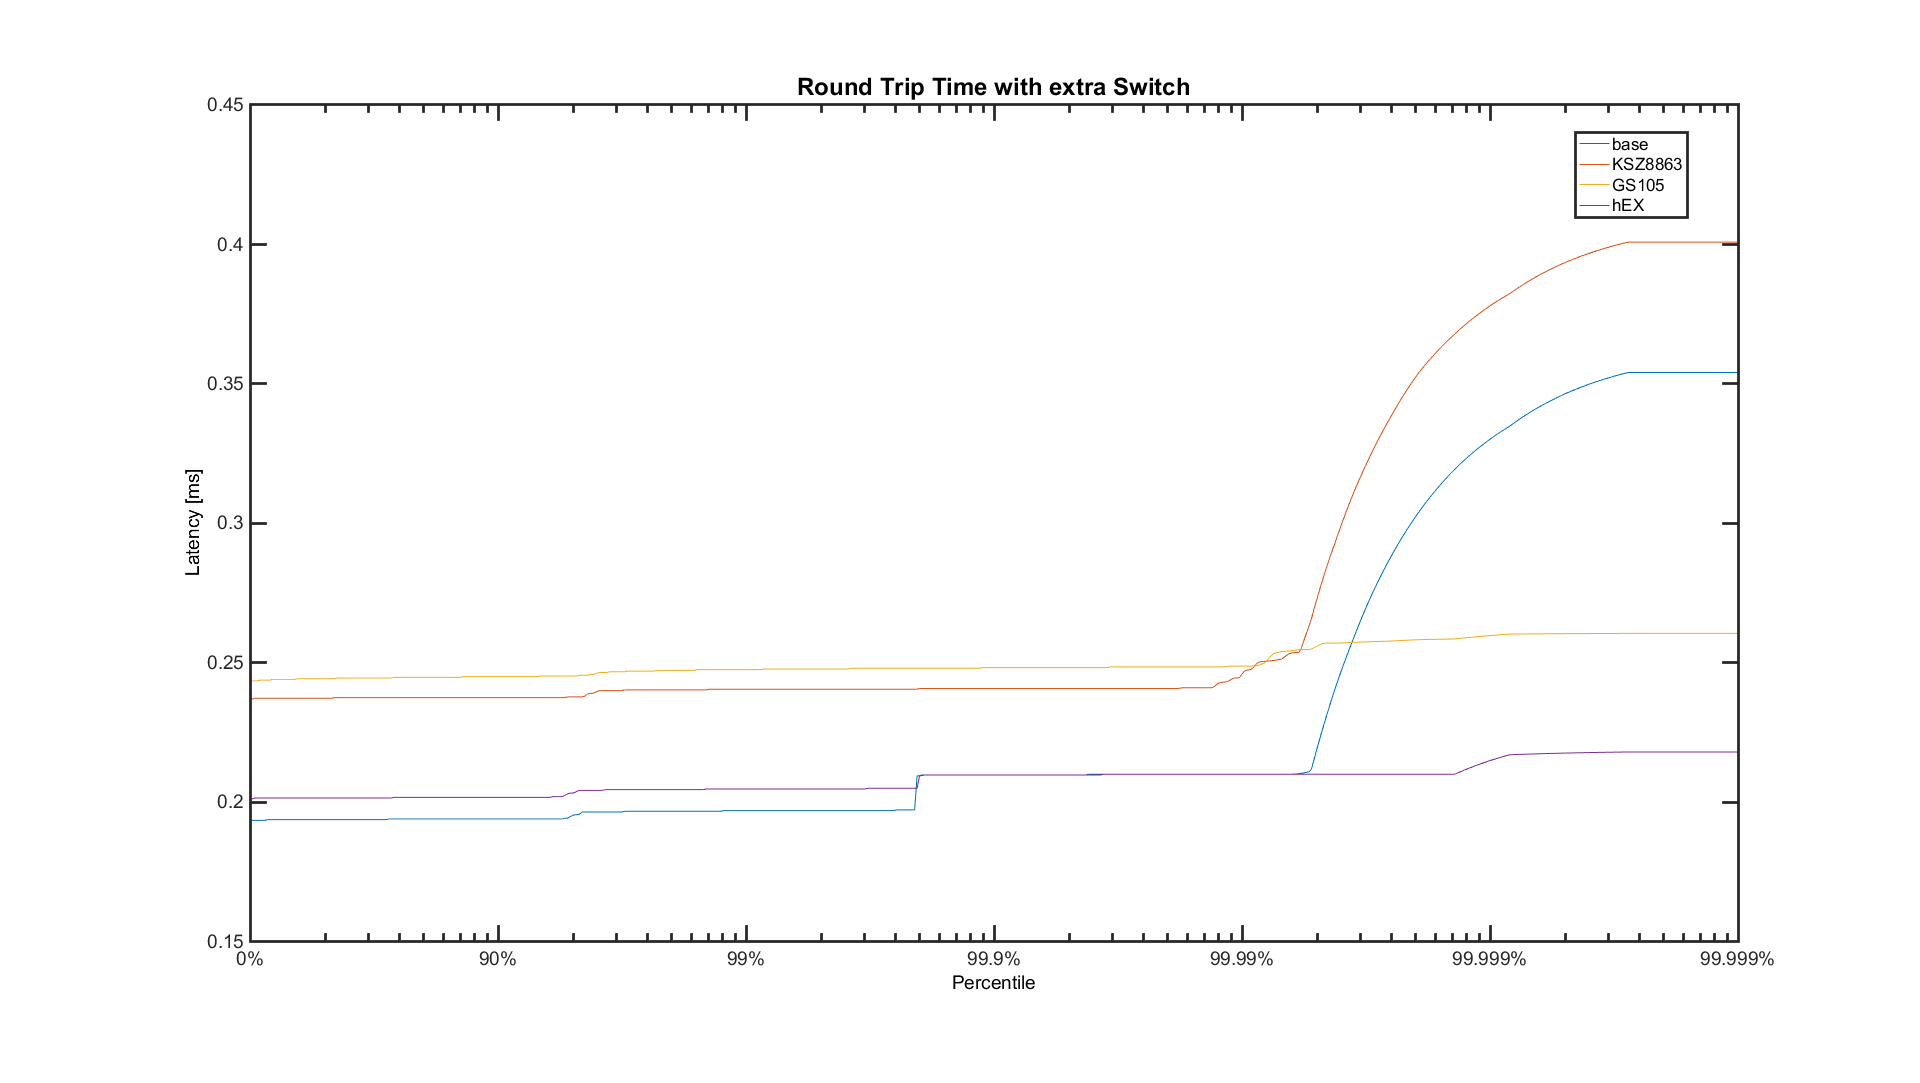 Round Trip Time with extra Switch
0.45
0.4
0.35
0.3
0.25
0.2
0.15
Latency [ms]
base
KSZ8863
GS105
hEX
0% 90% 99% 99.9% 99.99% 99.999% 99.999%
Percentile